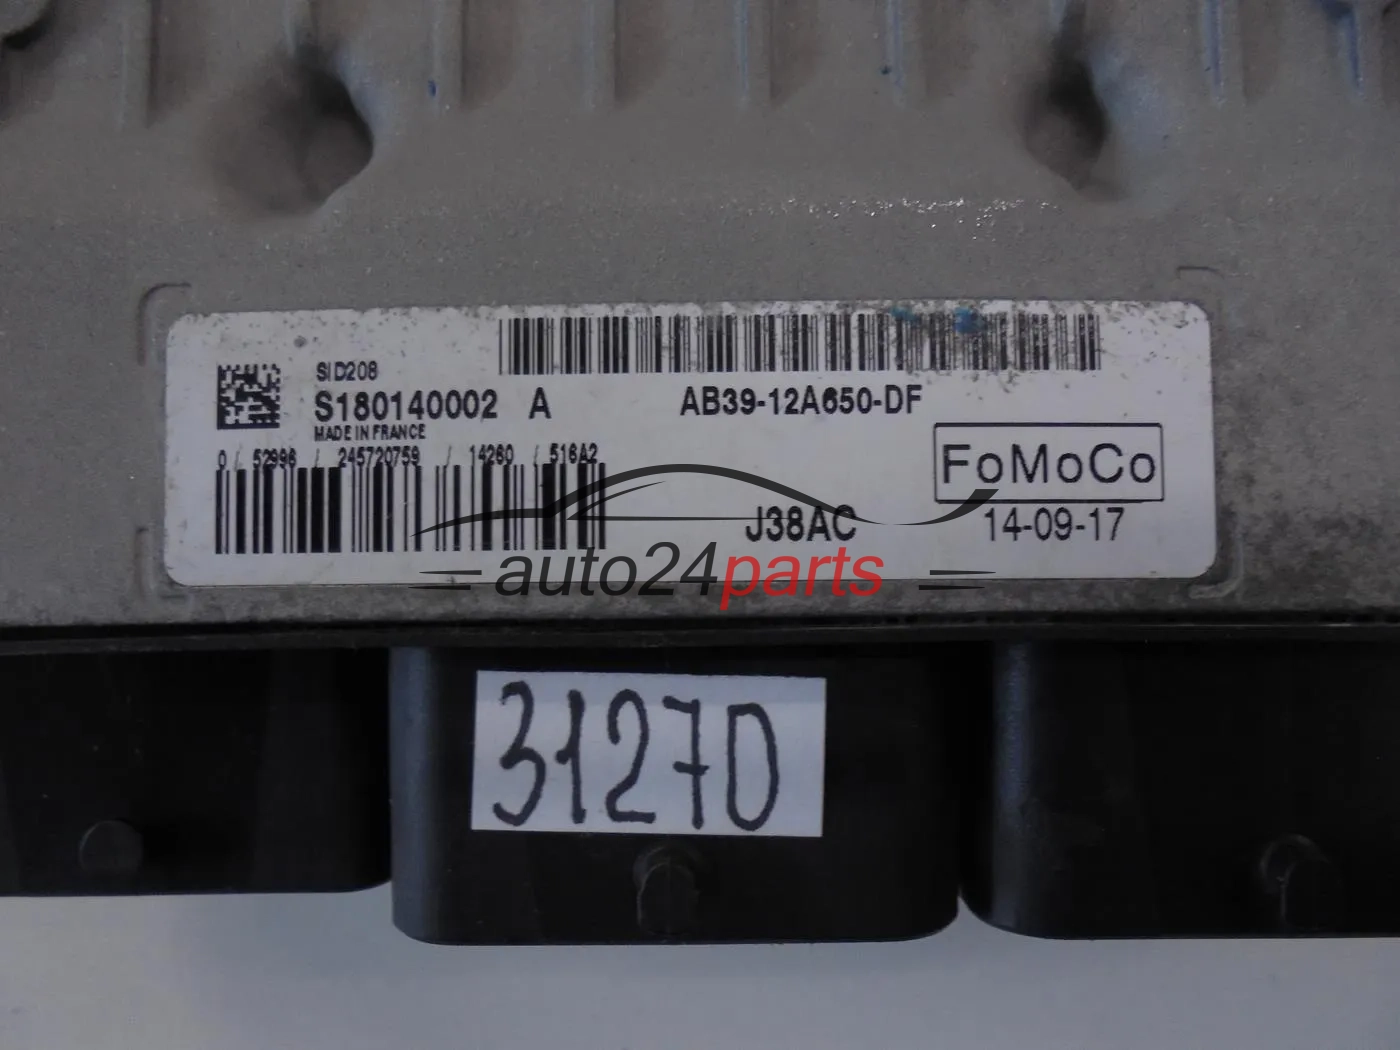 SID208
S180140002 A AB39-12A650-DF
MADE IN FRANCE
0 / 52996 / 245720759 / 14260 / 516A2
FoMoCo
J38AC 14-09-17
auto24parts
31270